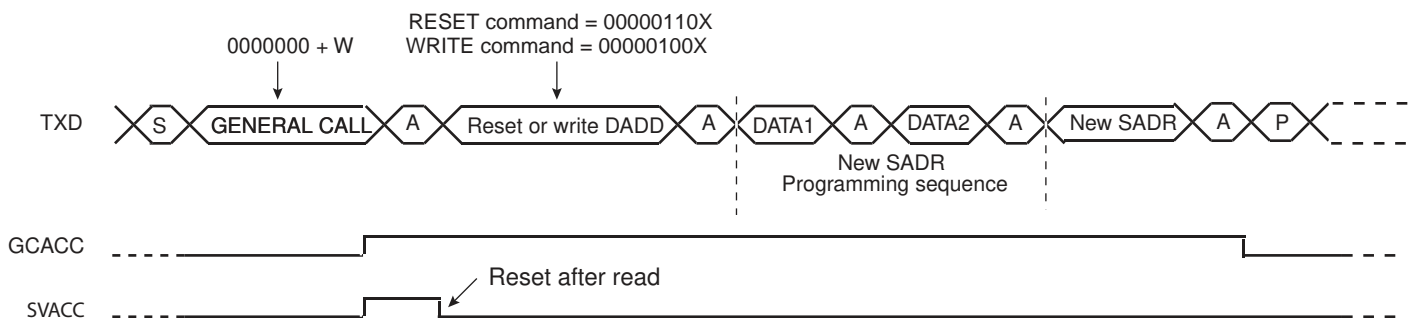 RESET command = 00000110X
0000000 + W
WRITE command = 00000100X
TXD
S
GENERAL CALL
A
Reset or write DADD
A
DATA1
A
DATA2
A
New SADR
A
P
New SADR
Programming sequence
GCACC
Reset after read
SVACC